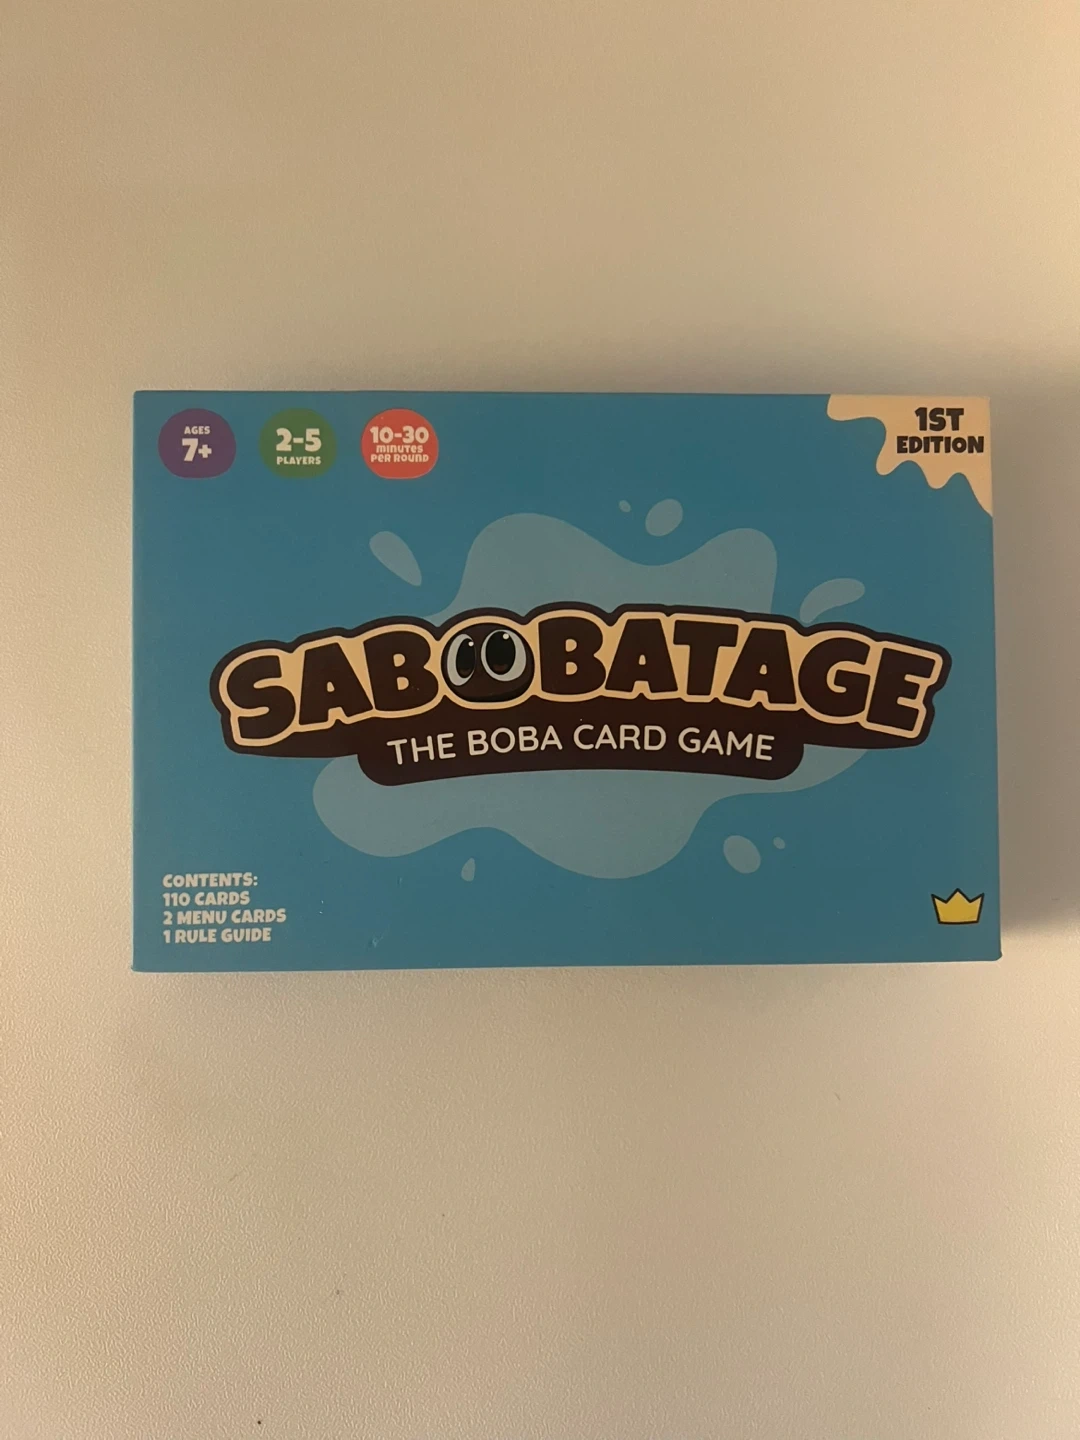 AGES
7+
2-5
PLAYERS
10-30
MINUTES
PER ROUND
1ST
EDITION
SABOBATAGE
THE BOBA CARD GAME
CONTENTS:
110 CARDS
2 MENU CARDS
1 RULE GUIDE